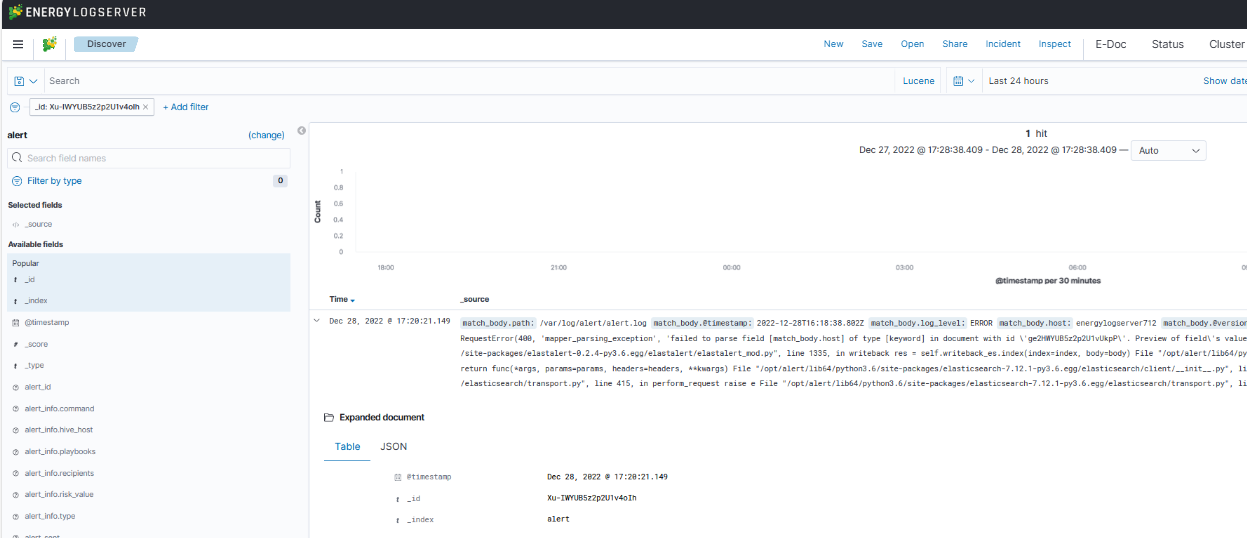 ENERGYLOGSERVER
Discover
New Save Open Share Incident Inspect E-Doc Status Cluster
Search Lucene Last 24 hours Show date
_id: Xu-IWYUB5z2p2U1v4oIh × + Add filter
alert (change)
Search field names
Filter by type 0
Selected fields
_source
Available fields
Popular
t _id
t _index
@timestamp
# _score
t _type
alert_id
alert_info.command
alert_info.hive_host
alert_info.playbooks
alert_info.recipients
alert_info.risk_value
alert_info.type
alert_sent
1 hit
Dec 27, 2022 @ 17:28:38.409 - Dec 28, 2022 @ 17:28:38.409 — Auto
Count
1
0.8
0.6
0.4
0.2
0
18:00 21:00 00:00 03:00 06:00
@timestamp per 30 minutes
Time _source
Dec 28, 2022 @ 17:20:21.149 match_body.path: /var/log/alert/alert.log match_body.@timestamp: 2022-12-28T16:18:38.802Z match_body.log_level: ERROR match_body.host: energylogserver712 match_body.@version
RequestError(400, 'mapper_parsing_exception', 'failed to parse field [match_body.host] of type [keyword] in document with id \'ge2HWYUB5z2p2U1vUkpP\'. Preview of field\'s value
/site-packages/elastalert-0.2.4-py3.6.egg/elastalert/elastalert_mod.py", line 1335, in writeback res = self.writeback_es.index(index=index, body=body) File "/opt/alert/lib64/py
return func(*args, params=params, headers=headers, **kwargs) File "/opt/alert/lib64/python3.6/site-packages/elasticsearch-7.12.1-py3.6.egg/elasticsearch/client/__init__.py", li
/elasticsearch/transport.py", line 415, in perform_request raise e File "/opt/alert/lib64/python3.6/site-packages/elasticsearch-7.12.1-py3.6.egg/elasticsearch/transport.py", li
Expanded document
Table JSON
@timestamp Dec 28, 2022 @ 17:20:21.149
t _id Xu-IWYUB5z2p2U1v4oIh
t _index alert